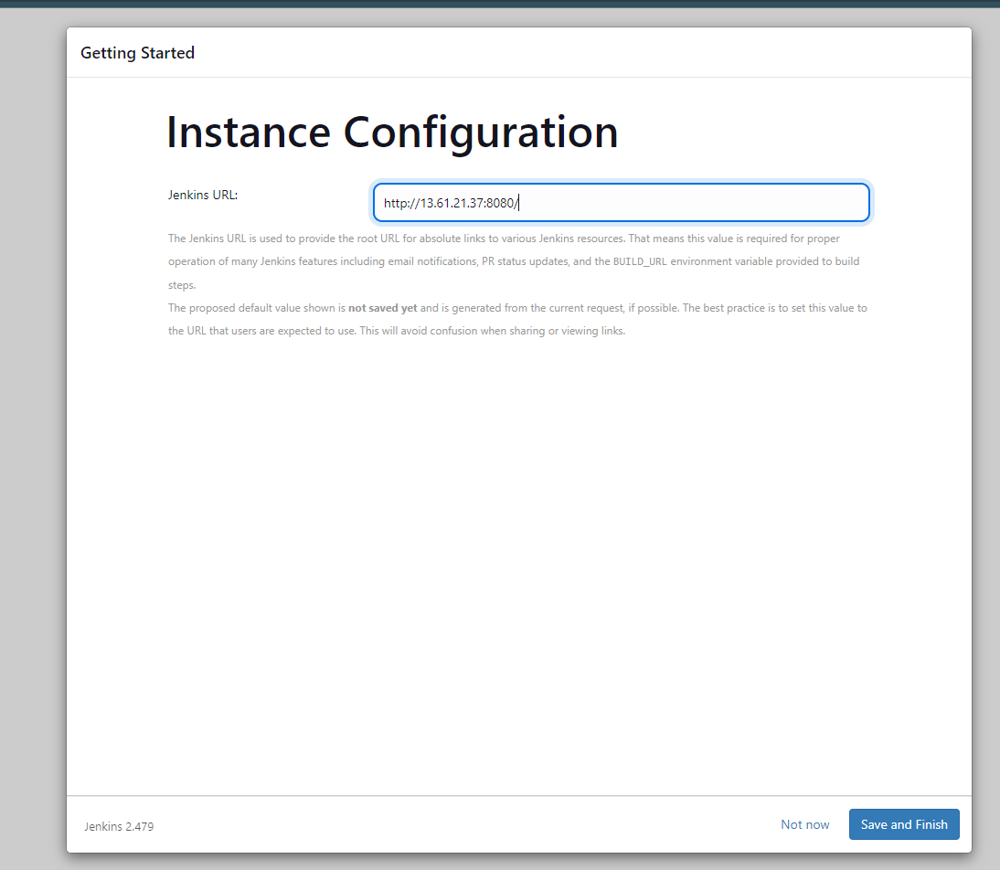 Getting Started
Instance Configuration
Jenkins URL:
http://13.61.21.37:8080/
The Jenkins URL is used to provide the root URL for absolute links to various Jenkins resources. That means this value is required for proper
operation of many Jenkins features including email notifications, PR status updates, and the BUILD_URL environment variable provided to build
steps.
The proposed default value shown is not saved yet and is generated from the current request, if possible. The best practice is to set this value to
the URL that users are expected to use. This will avoid confusion when sharing or viewing links.
Jenkins 2.479
Not now
Save and Finish